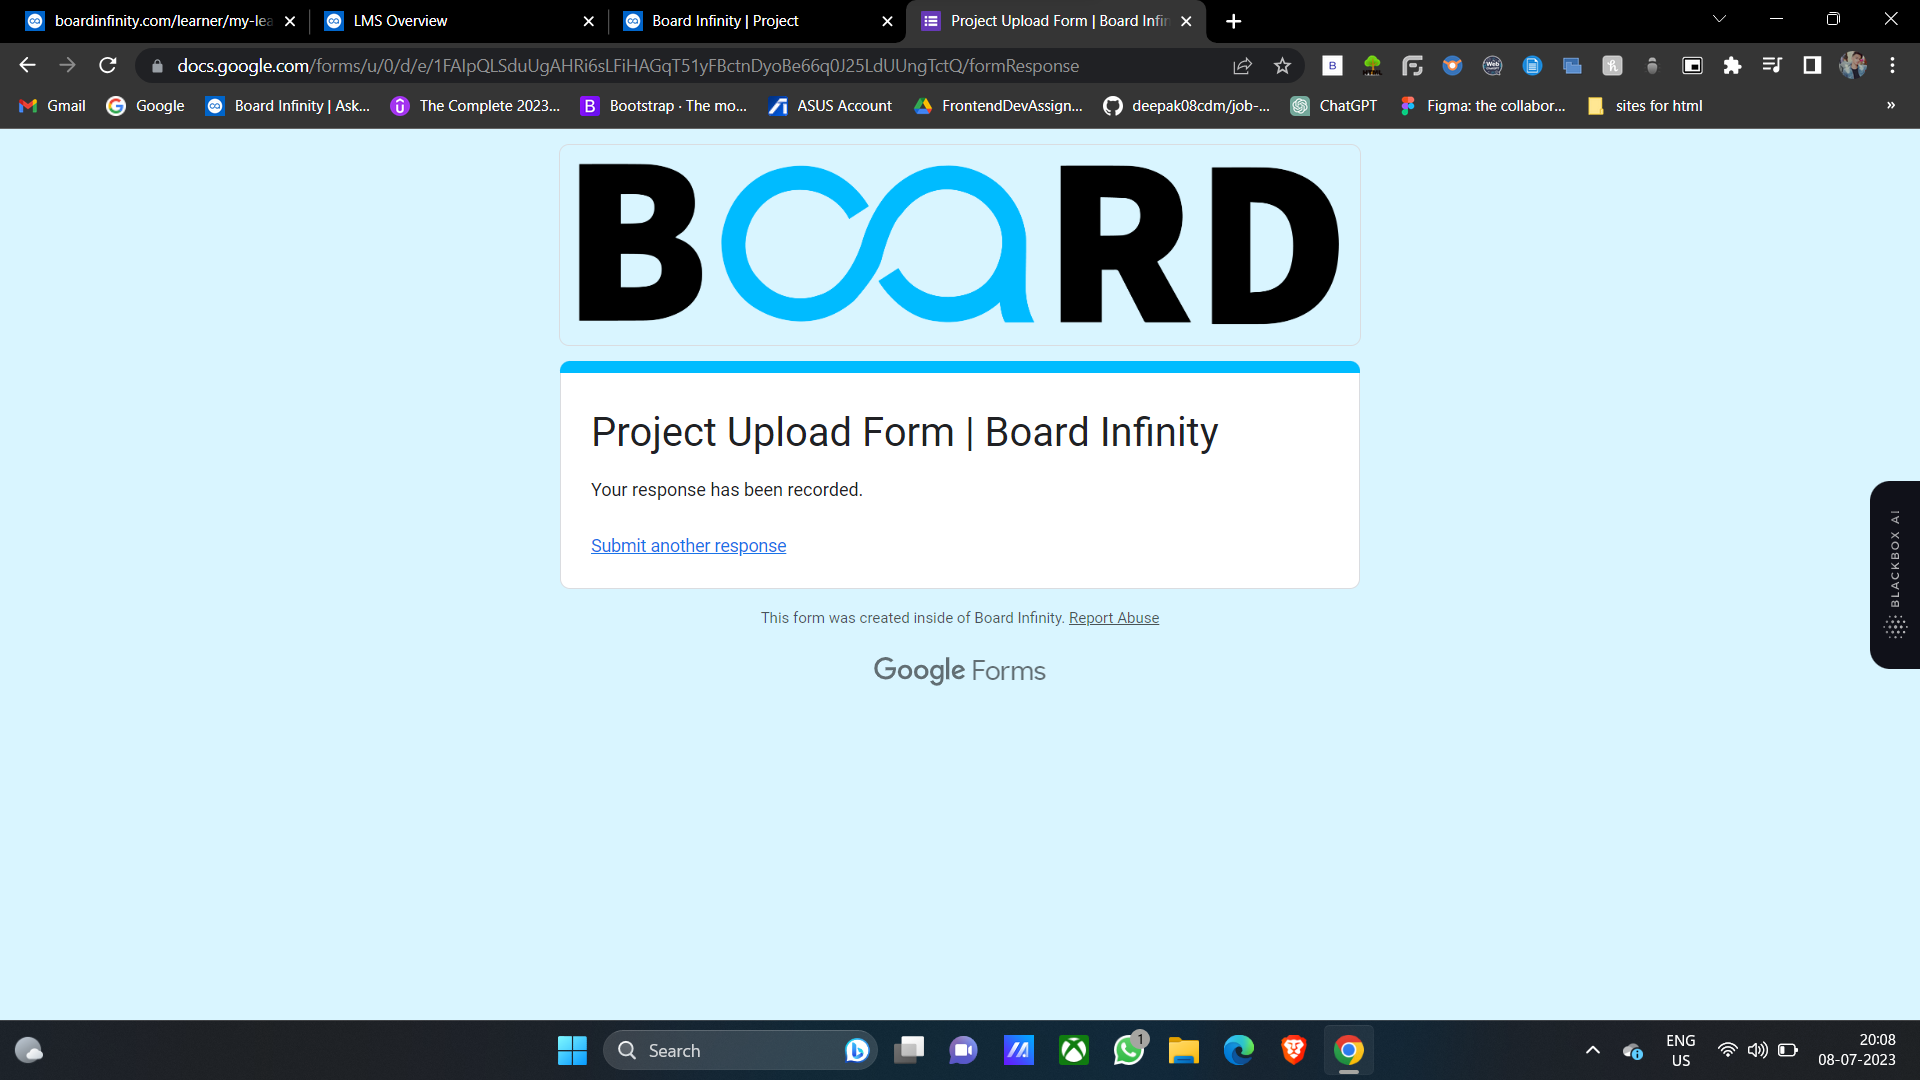 boardinfinity.com/learner/my-lea
LMS Overview
Board Infinity | Project
Project Upload Form | Board Infin
docs.google.com/forms/u/0/d/e/1FAIpQLSduUgAHRi6sLFiHAGqT51yFBctnDyoBe66q0J25LdUUngTctQ/formResponse
Gmail
Google
Board Infinity | Ask...
The Complete 2023...
Bootstrap · The mo...
ASUS Account
FrontendDevAssign...
deepak08cdm/job-...
ChatGPT
Figma: the collabor...
sites for html
»
BOARD
Project Upload Form | Board Infinity
Your response has been recorded.
Submit another response
This form was created inside of Board Infinity. Report Abuse
Google Forms
BLACKBOX AI
Search
1
ENG
US
20:08
08-07-2023